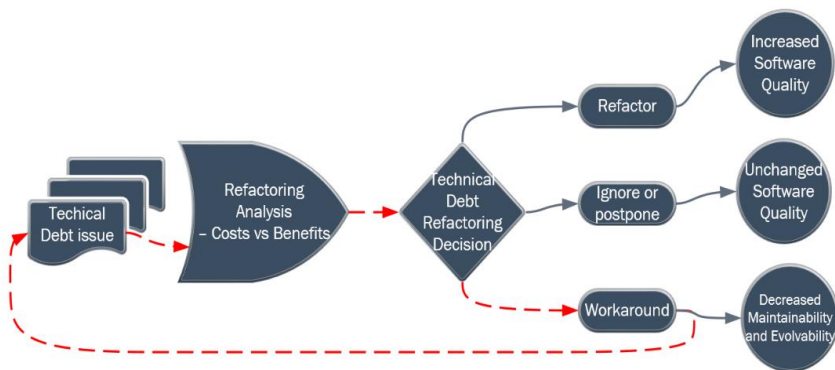 Techical
Debt issue
Refactoring
Analysis
– Costs vs Benefits
Technical
Debt
Refactoring
Decision
Refactor
Increased
Software
Quality
Ignore or
postpone
Unchanged
Software
Quality
Workaround
Decreased
Maintainability
and Evolvability